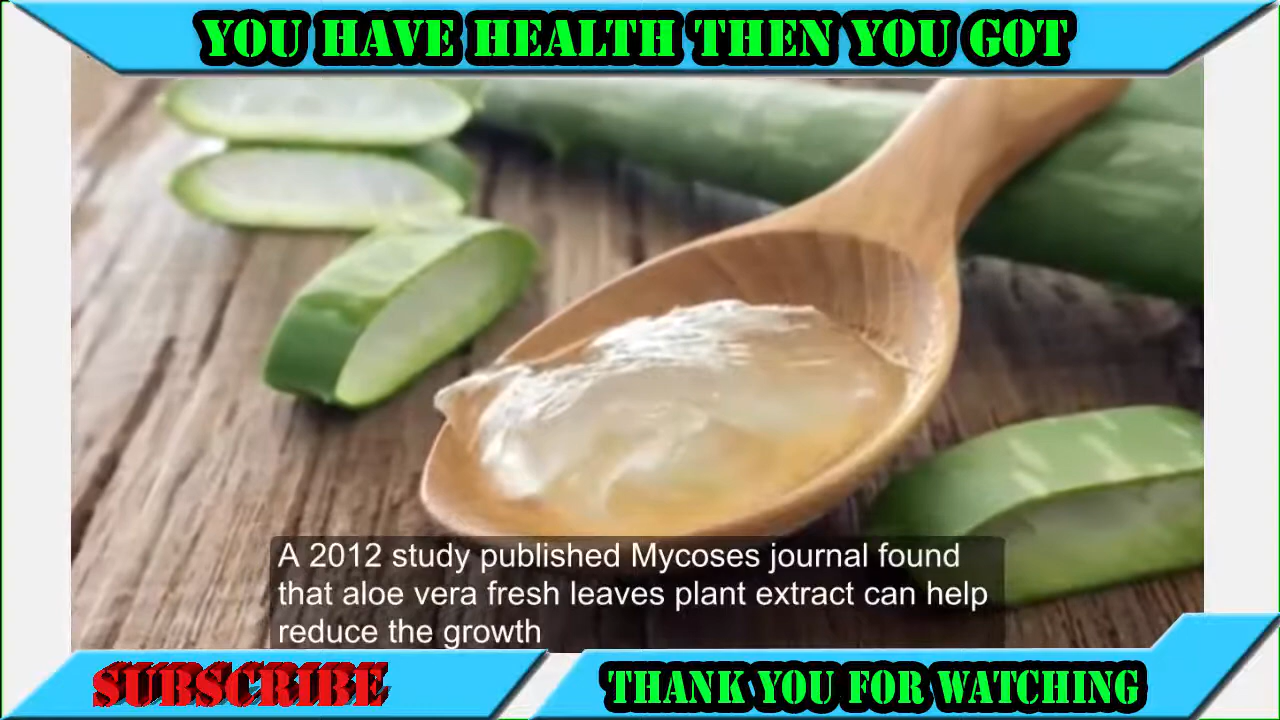 YOU HAVE HEALTH THEN YOU GOT
A 2012 study published Mycoses journal found
that aloe vera fresh leaves plant extract can help
reduce the growth
SUBSCRIBE
THANK YOU FOR WATCHING